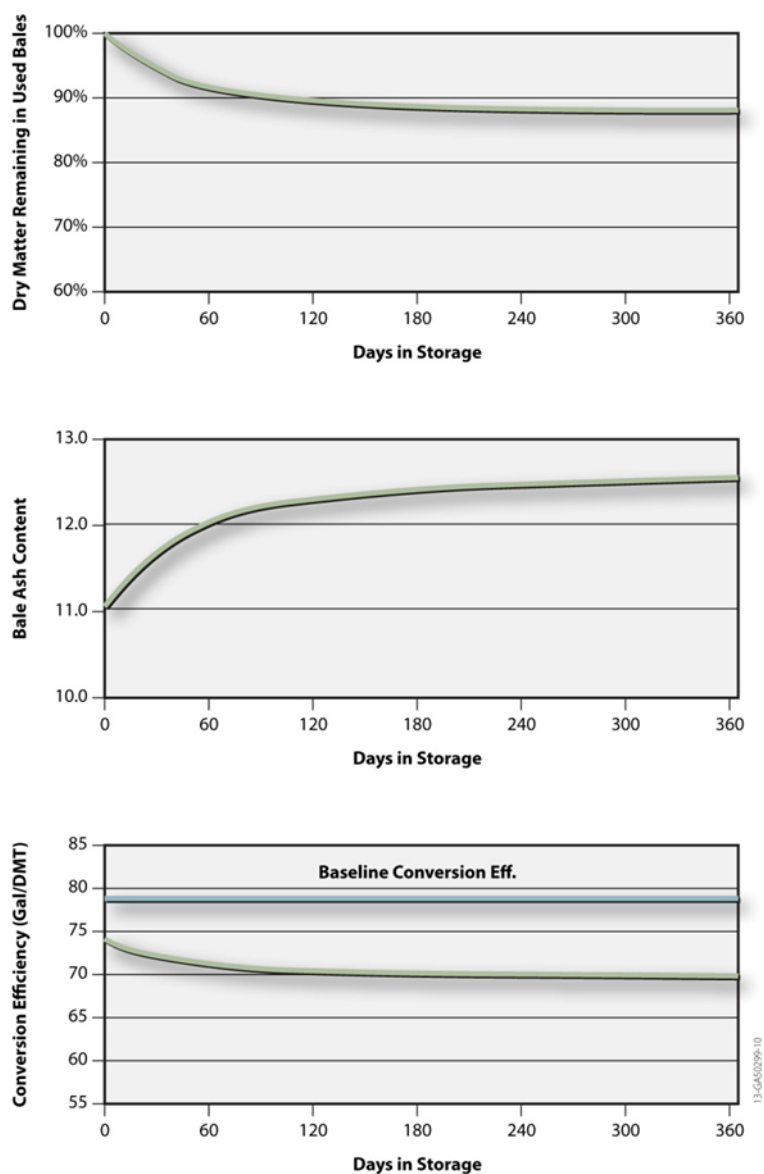 Dry Matter Remaining in Used Bales
100%
90%
80%
70%
60%
0 60 120 180 240 300 360
Days in Storage
Bale Ash Content
13.0
12.0
11.0
10.0
0 60 120 180 240 300 360
Days in Storage
Conversion Efficiency (Gal/DMT)
85
80
75
70
65
60
55
Baseline Conversion Eff.
0 60 120 180 240 300 360
Days in Storage
13-GA50299-10